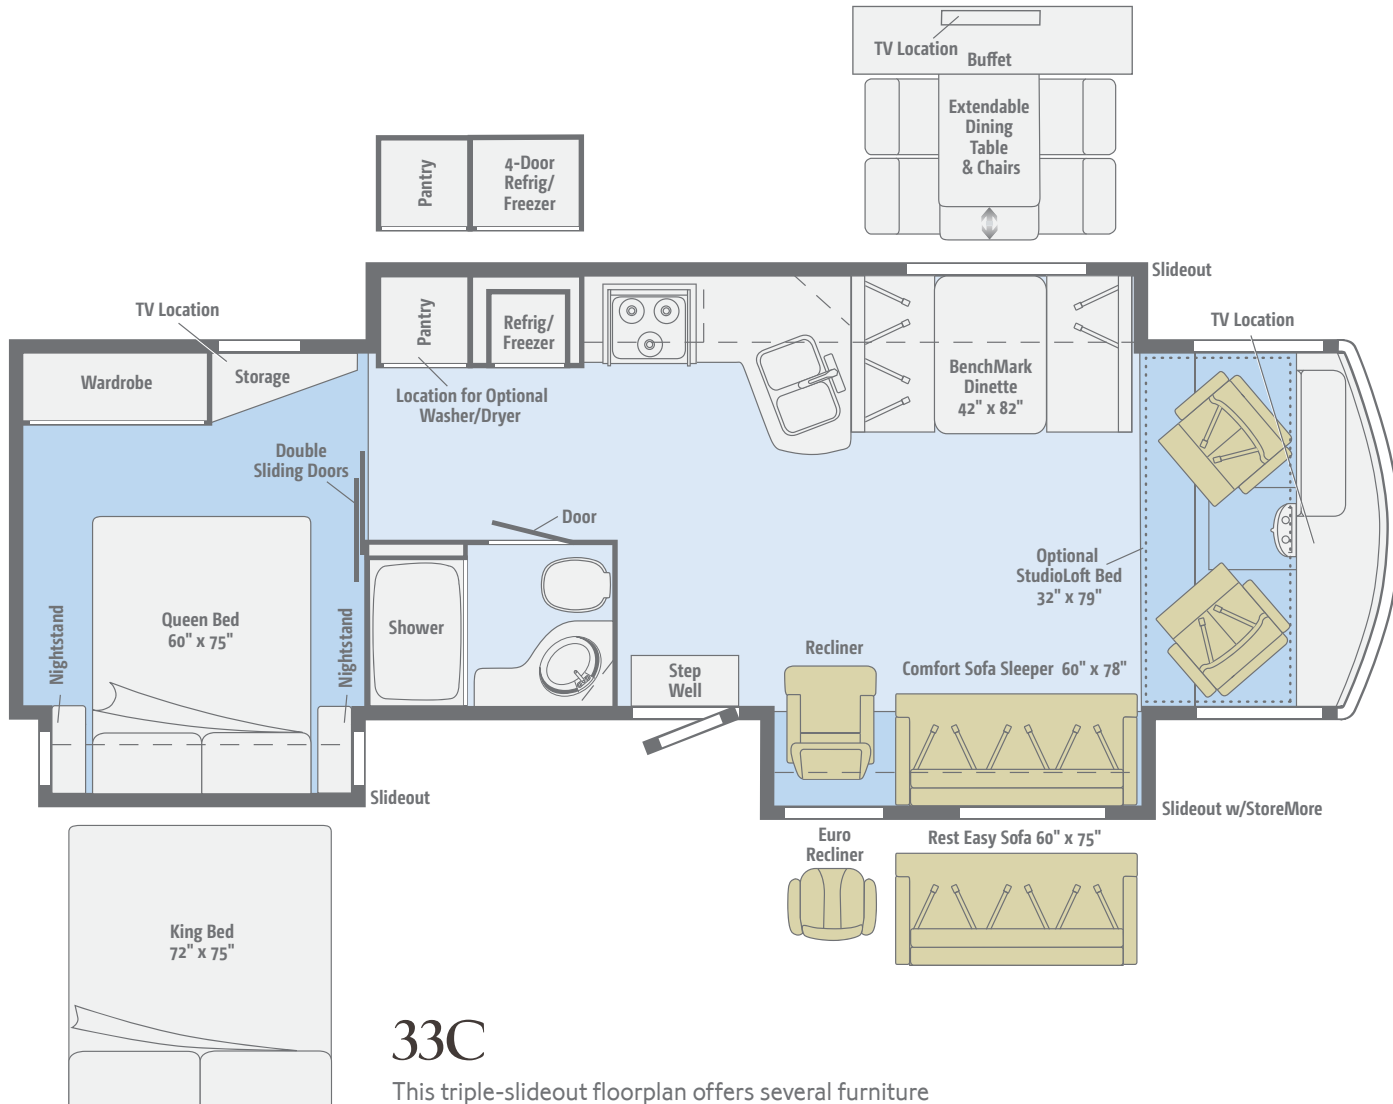 TV Location
Buffet
Extendable
Dining
Table
& Chairs
Pantry
4-Door
Refrig/
Freezer
Slideout
TV Location
TV Location
Pantry
Refrig/
Freezer
Wardrobe
Storage
BenchMark
Dinette
42" x 82"
Location for Optional
Washer/Dryer
Double
Sliding Doors
Door
Optional
StudioLoft Bed
32" x 79"
Nightstand
Queen Bed
60" x 75"
Nightstand
Shower
Step
Well
Recliner
Comfort Sofa Sleeper 60" x 78"
Slideout
Slideout w/StoreMore
Euro
Recliner
Rest Easy Sofa 60" x 75"
King Bed
72" x 75"
33C
This triple-slideout floorplan offers several furniture